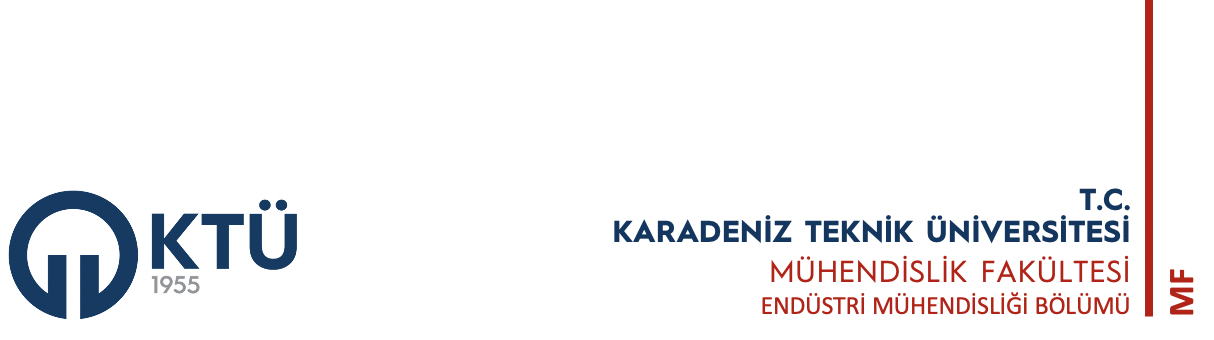 KTÜ
1955
T.C.
KARADENİZ TEKNİK ÜNİVERSİTESİ
MÜHENDİSLİK FAKÜLTESİ
ENDÜSTRİ MÜHENDİSLİĞİ BÖLÜMÜ
MF